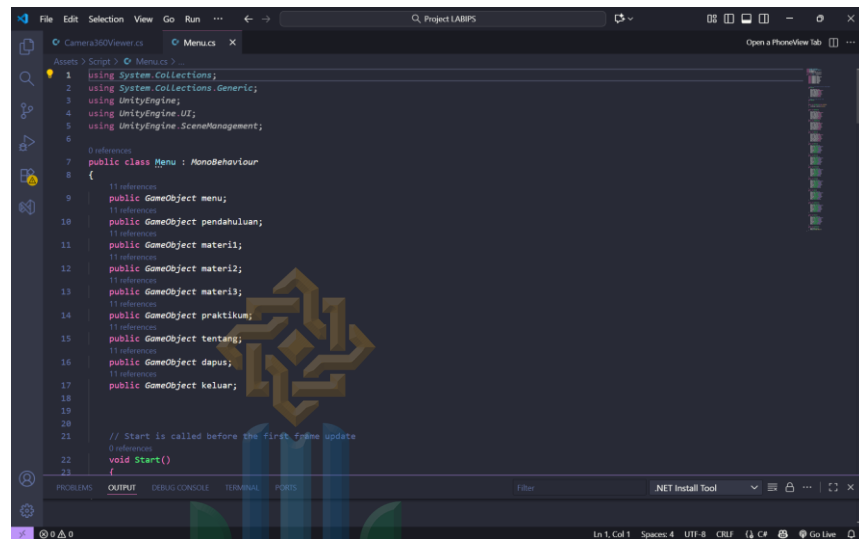 File Edit Selection View Go Run ··· ← → Project LABIPS
Camera360Viewer.cs Menu.cs × Open a PhoneView Tab
Assets > Script > Menu.cs > ...
1 using System.Collections;
2 using System.Collections.Generic;
3 using UnityEngine;
4 using UnityEngine.UI;
5 using UnityEngine.SceneManagement;
6
0 references
7 public class Menu : MonoBehaviour
8 {
11 references
9 public GameObject menu;
11 references
10 public GameObject pendahuluan;
11 references
11 public GameObject materi1;
11 references
12 public GameObject materi2;
11 references
13 public GameObject materi3;
11 references
14 public GameObject praktikum;
11 references
15 public GameObject tentang;
11 references
16 public GameObject dapus;
11 references
17 public GameObject keluar;
18
19
20
21 // Start is called before the first frame update
0 references
22 void Start()
23 {
PROBLEMS OUTPUT DEBUG CONSOLE TERMINAL PORTS Filter .NET Install Tool
0 0 Ln 1, Col 1 Spaces: 4 UTF-8 CRLF {} C# Go Live